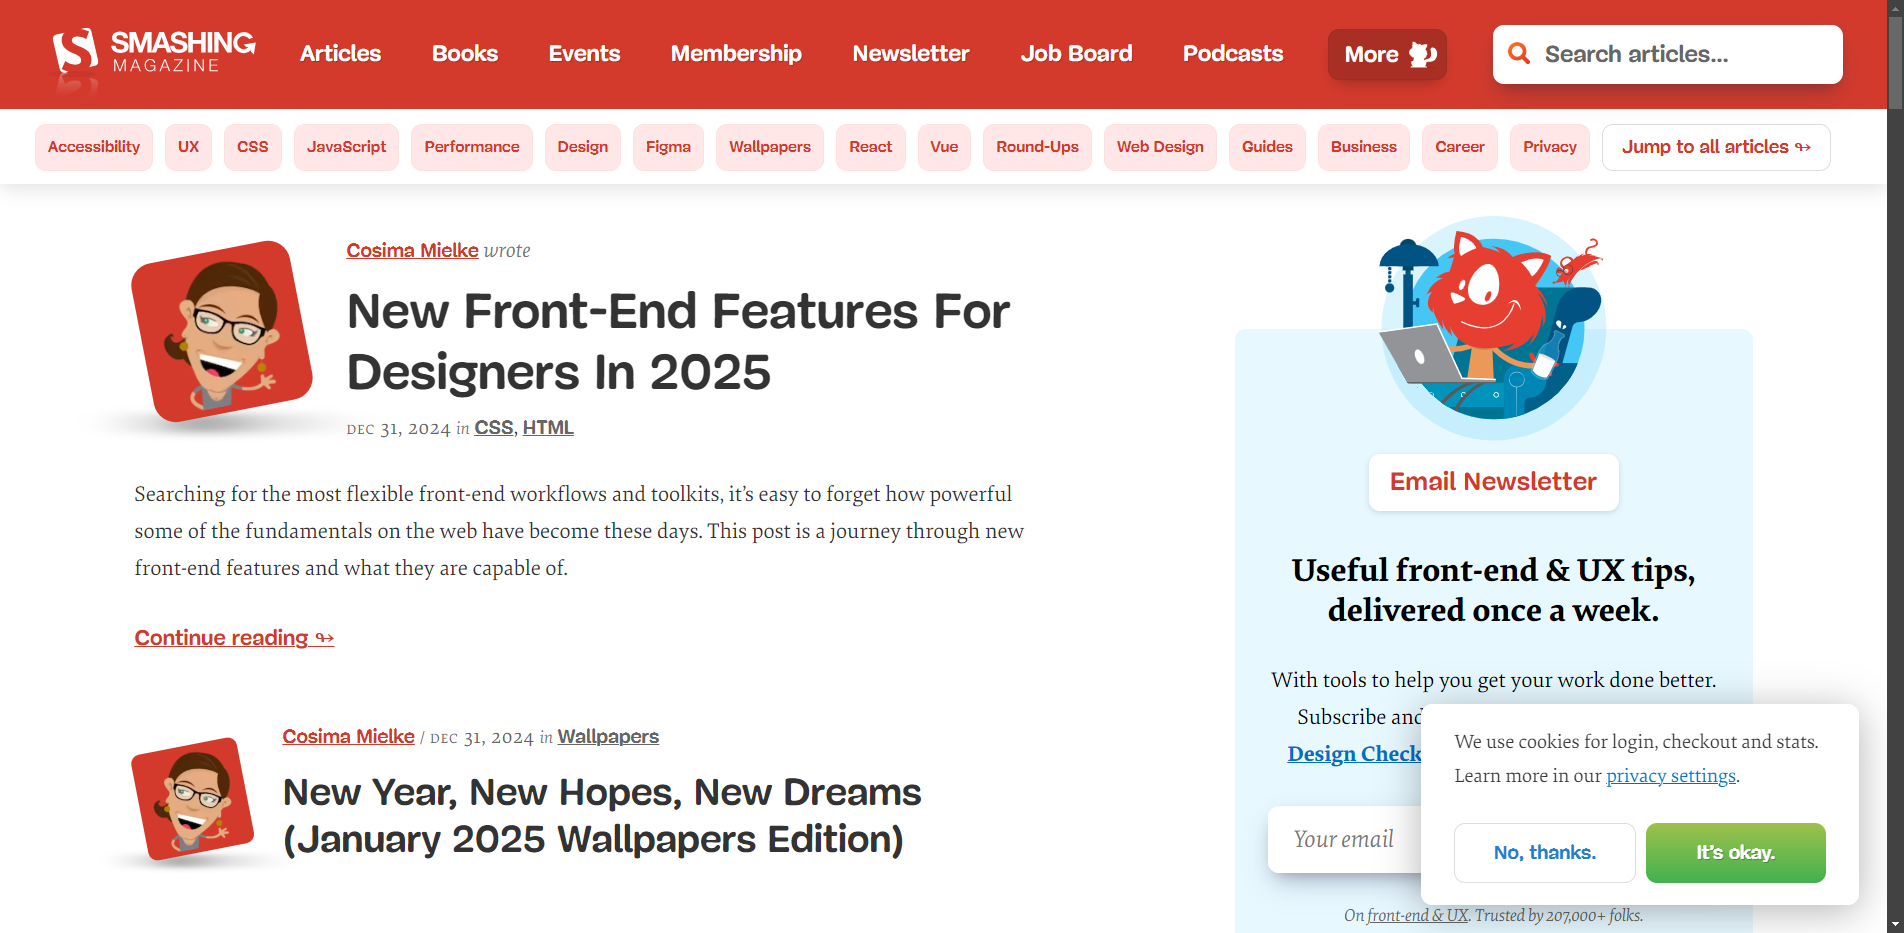 SMASHING
MAGAZINE
Articles
Books
Events
Membership
Newsletter
Job Board
Podcasts
More
Search articles...
Accessibility
UX
CSS
JavaScript
Performance
Design
Figma
Wallpapers
React
Vue
Round-Ups
Web Design
Guides
Business
Career
Privacy
Jump to all articles ↬
Cosima Mielke wrote
New Front-End Features For
Designers In 2025
DEC 31, 2024 in CSS, HTML
Searching for the most flexible front-end workflows and toolkits, it’s easy to forget how powerful
some of the fundamentals on the web have become these days. This post is a journey through new
front-end features and what they are capable of.
Continue reading ↬
Cosima Mielke / DEC 31, 2024 in Wallpapers
New Year, New Hopes, New Dreams
(January 2025 Wallpapers Edition)
Email Newsletter
Useful front-end & UX tips,
delivered once a week.
With tools to help you get your work done better.
Subscribe and
Design Check
Your email
On front-end & UX. Trusted by 207,000+ folks.
We use cookies for login, checkout and stats.
Learn more in our privacy settings.
No, thanks.
It’s okay.